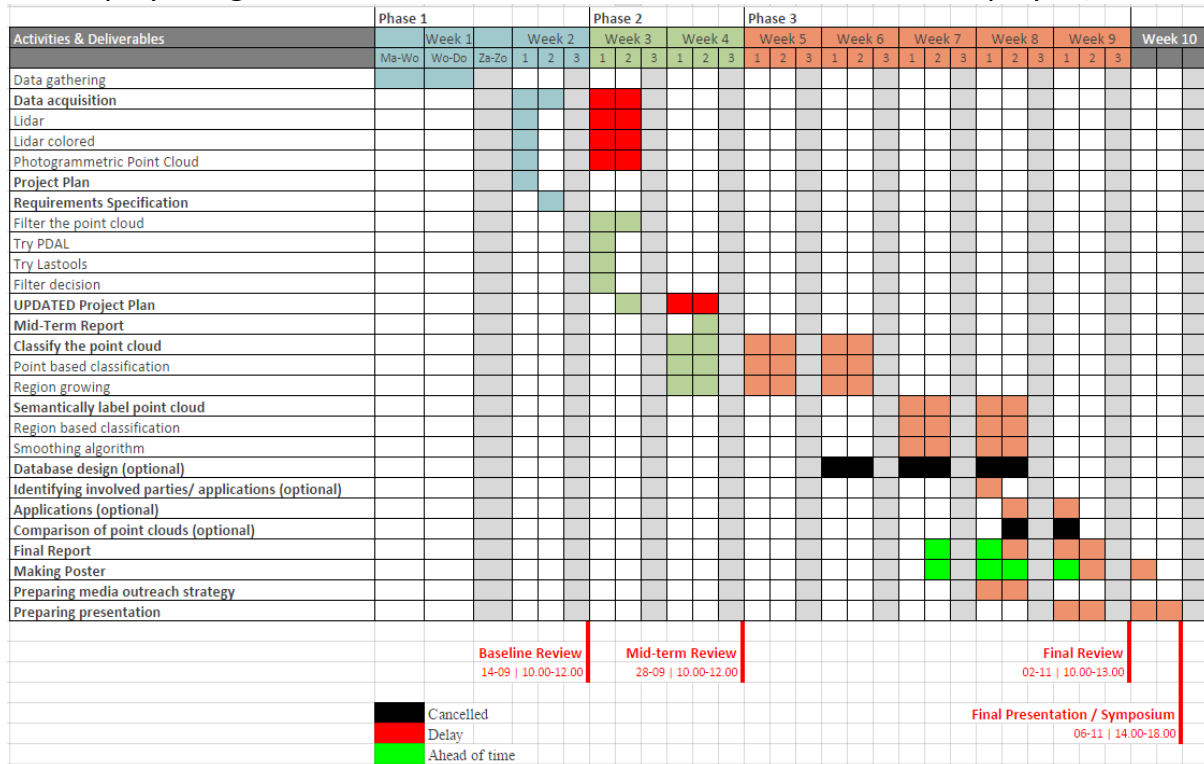 Phase 1 Phase 2 Phase 3
Activities & Deliverables Week 1 Week 2 Week 3 Week 4 Week 5 Week 6 Week 7 Week 8 Week 9 Week 10
Ma-Wo Wo-Do Za-Zo 1 2 3 1 2 3 1 2 3 1 2 3 1 2 3 1 2 3 1 2 3 1 2 3
Data gathering
Data acquisition
Lidar
Lidar colored
Photogrammetric Point Cloud
Project Plan
Requirements Specification
Filter the point cloud
Try PDAL
Try Lastools
Filter decision
UPDATED Project Plan
Mid-Term Report
Classify the point cloud
Point based classification
Region growing
Semantically label point cloud
Region based classification
Smoothing algorithm
Database design (optional)
Identifying involved parties/ applications (optional)
Applications (optional)
Comparison of point clouds (optional)
Final Report
Making Poster
Preparing media outreach strategy
Preparing presentation
Baseline Review Mid-term Review Final Review
14-09 | 10.00-12.00 28-09 | 10.00-12.00 02-11 | 10.00-13.00
Cancelled Final Presentation / Symposium
Delay 06-11 | 14.00-18.00
Ahead of time